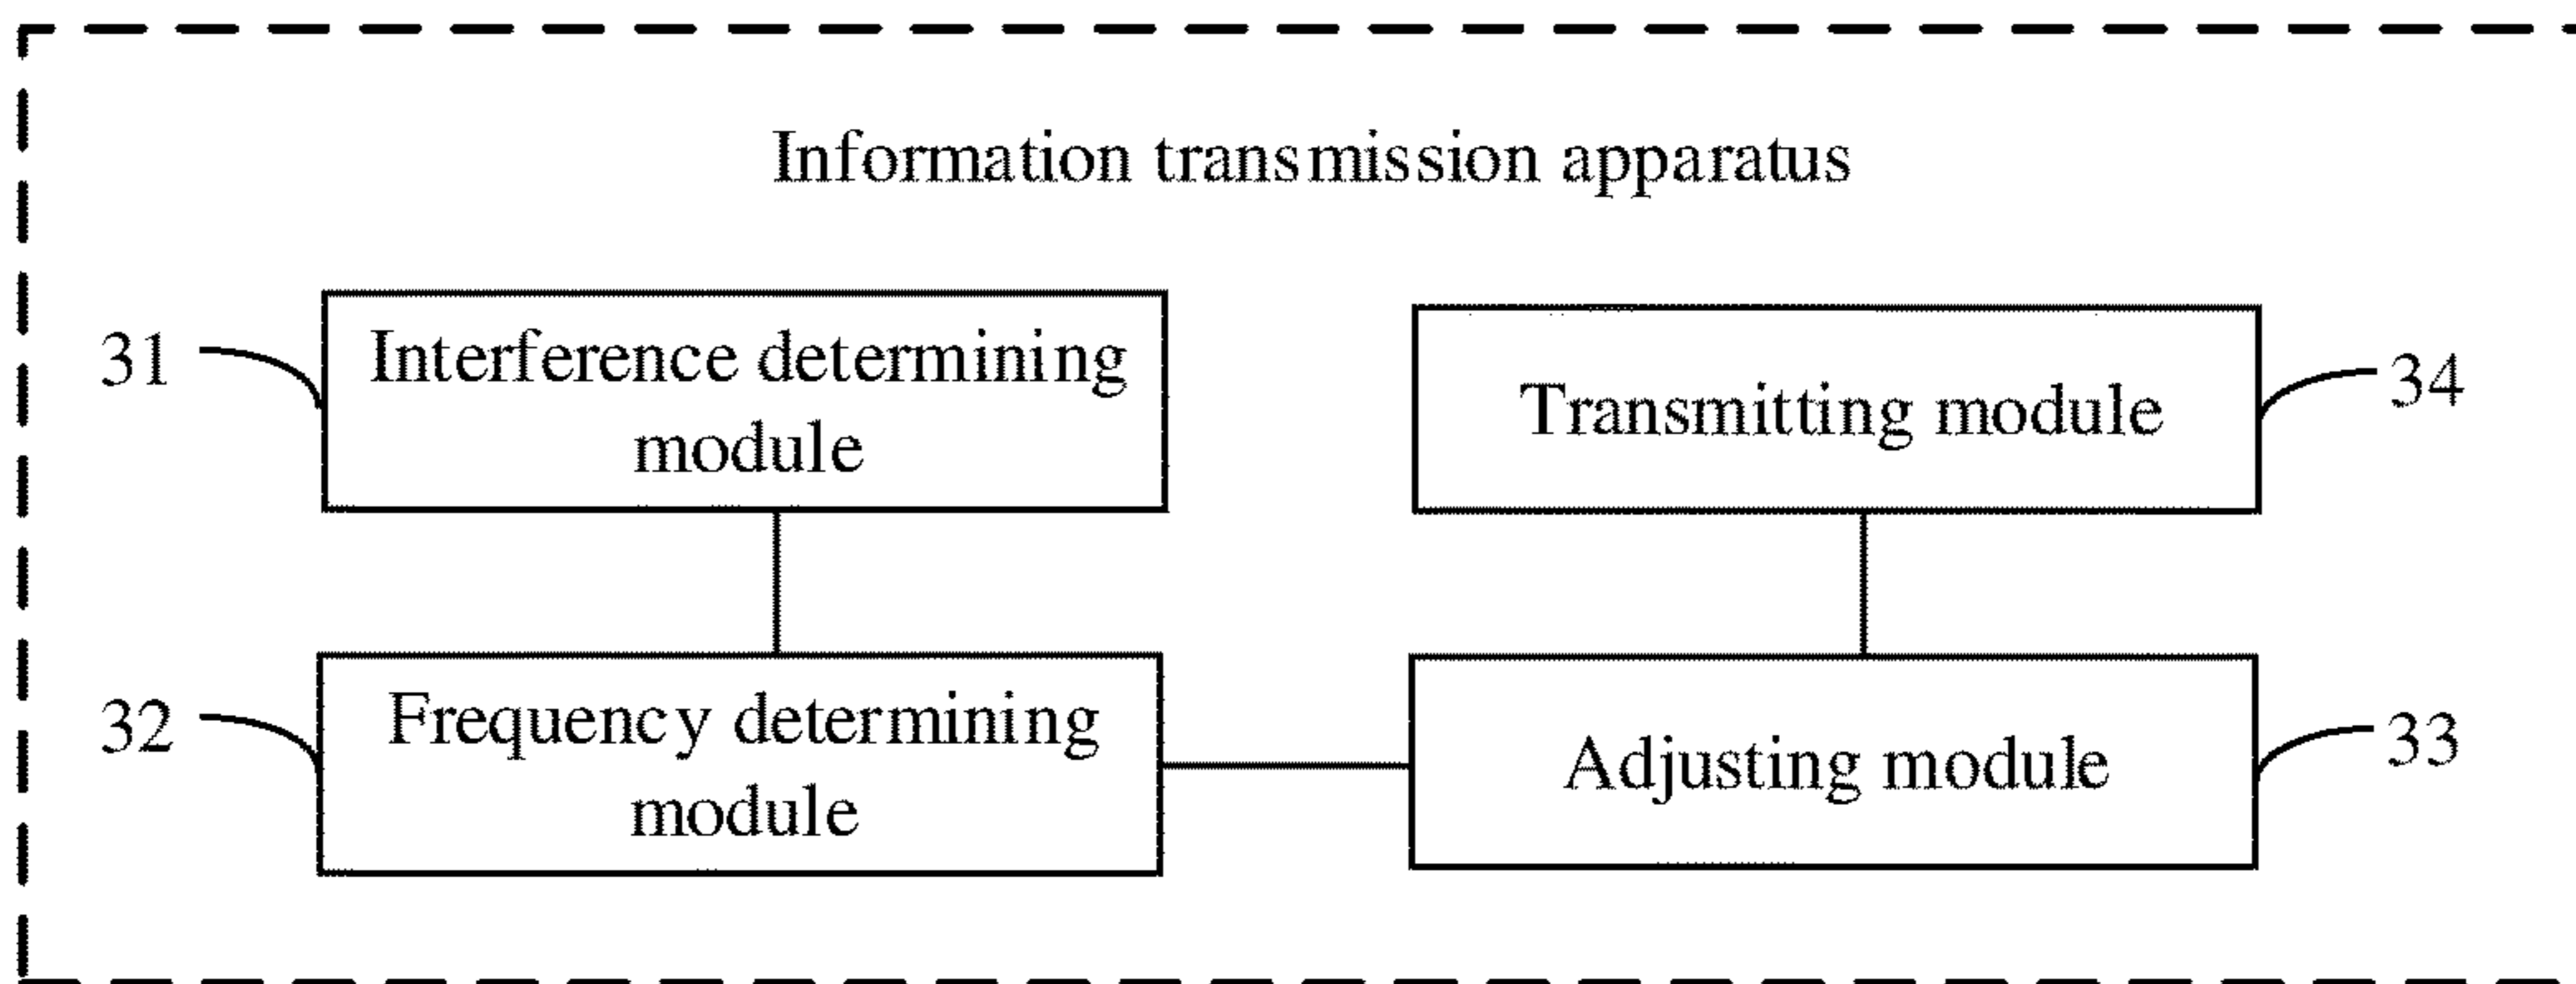 Information transmission apparatus
31
Interference determining
module
Transmitting module
34
32
Frequency determining
module
Adjusting module
33